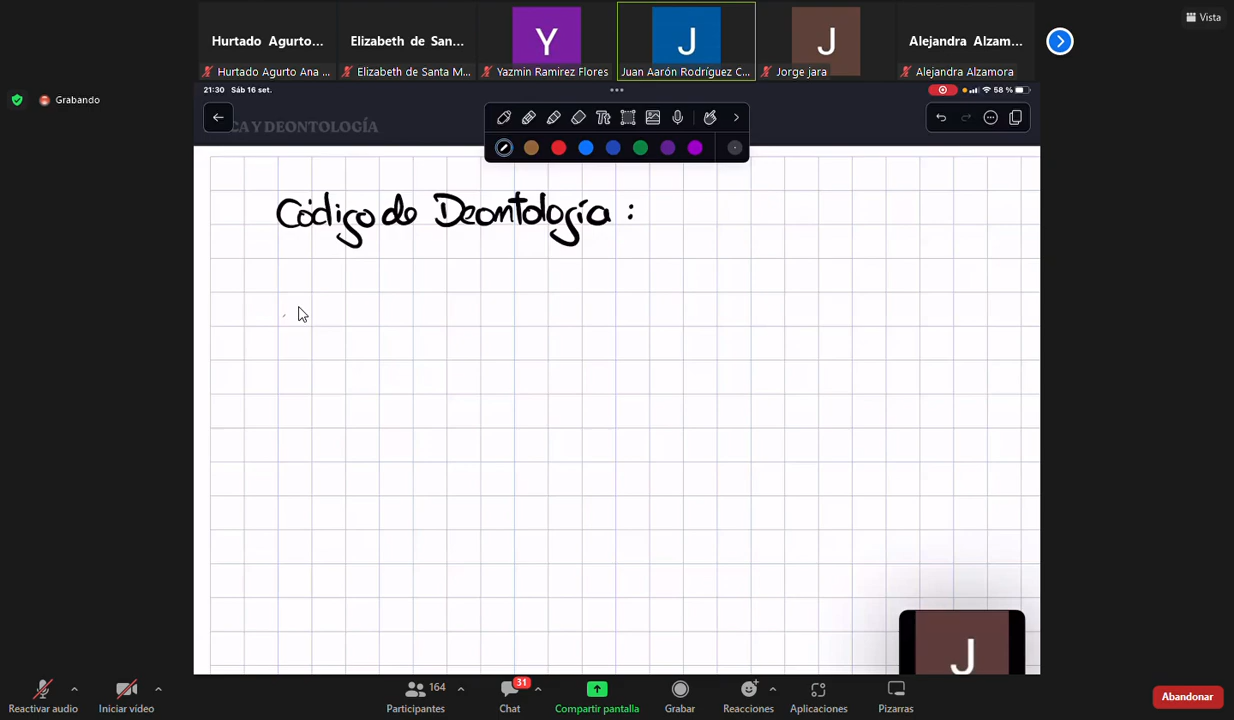 Vista
Hurtado Agurto...
Elizabeth de San...
Y
J
J
Alejandra Alzam...
Hurtado Agurto Ana ...
Elizabeth de Santa M...
Yazmin Ramirez Flores
Juan Aarón Rodríguez C...
Jorge jara
Alejandra Alzamora
Grabando
21:30 Sáb 16 set.
58 %
CA Y DEONTOLOGÍA
Código de Deontología :
J
164
31
Reactivar audio
Iniciar vídeo
Participantes
Chat
Compartir pantalla
Grabar
Reacciones
Aplicaciones
Pizarras
Abandonar